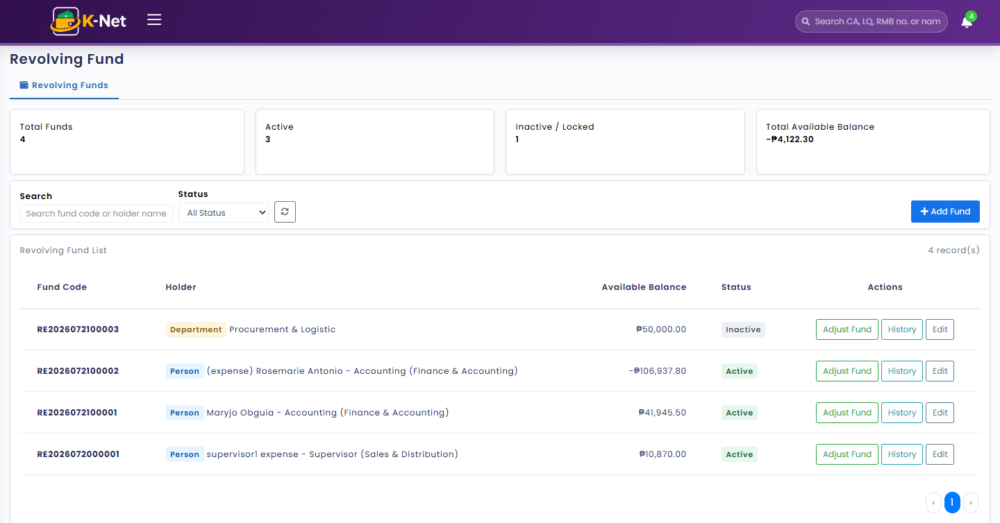 K-Net
Search CA, LQ, RMB no. or nam
4
Revolving Fund
Revolving Funds
Total Funds
4
Active
3
Inactive / Locked
1
Total Available Balance
-₱4,122.30
Search
Search fund code or holder name
Status
All Status
+ Add Fund
Revolving Fund List
4 record(s)
Fund Code Holder Available Balance Status Actions
RE2026072100003 Department Procurement & Logistic ₱50,000.00 Inactive Adjust Fund History Edit
RE2026072100002 Person (expense) Rosemarie Antonio - Accounting (Finance & Accounting) -₱106,937.80 Active Adjust Fund History Edit
RE2026072100001 Person Maryjo Obguia - Accounting (Finance & Accounting) ₱41,945.50 Active Adjust Fund History Edit
RE2026072000001 Person supervisor1 expense - Supervisor (Sales & Distribution) ₱10,870.00 Active Adjust Fund History Edit
‹ 1 ›